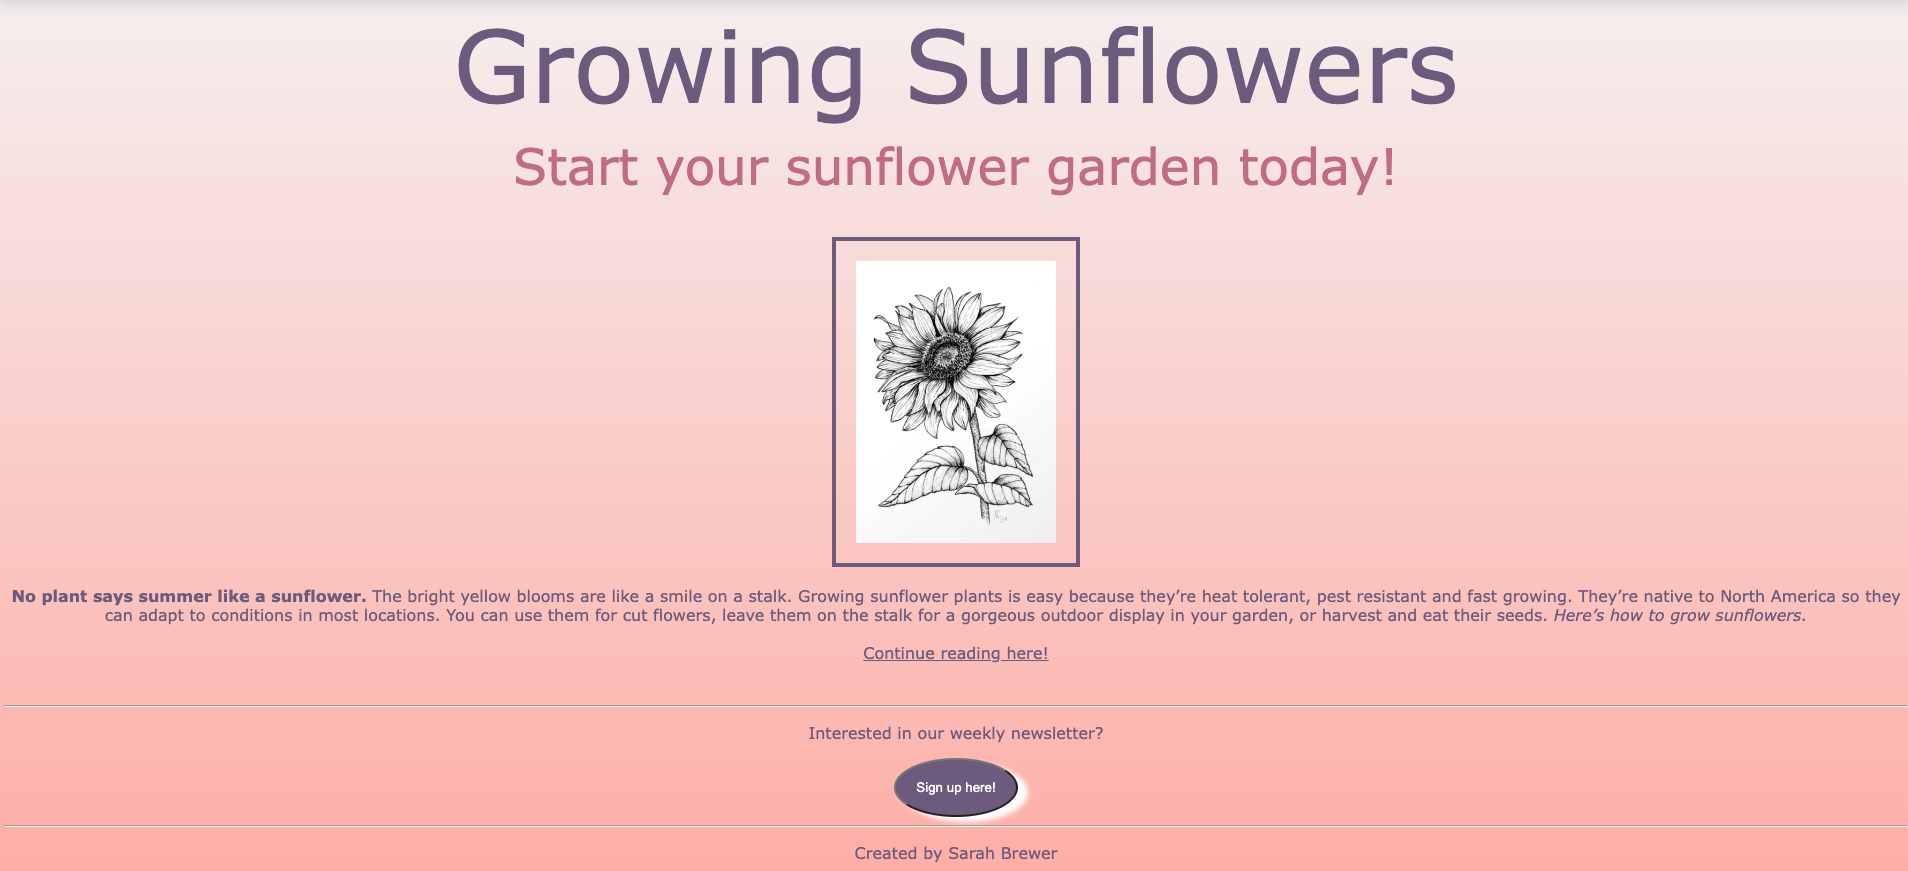 Growing Sunflowers
Start your sunflower garden today!
No plant says summer like a sunflower. The bright yellow blooms are like a smile on a stalk. Growing sunflower plants is easy because they’re heat tolerant, pest resistant and fast growing. They’re native to North America so they
can adapt to conditions in most locations. You can use them for cut flowers, leave them on the stalk for a gorgeous outdoor display in your garden, or harvest and eat their seeds. Here’s how to grow sunflowers.
Continue reading here!
Interested in our weekly newsletter?
Sign up here!
Created by Sarah Brewer